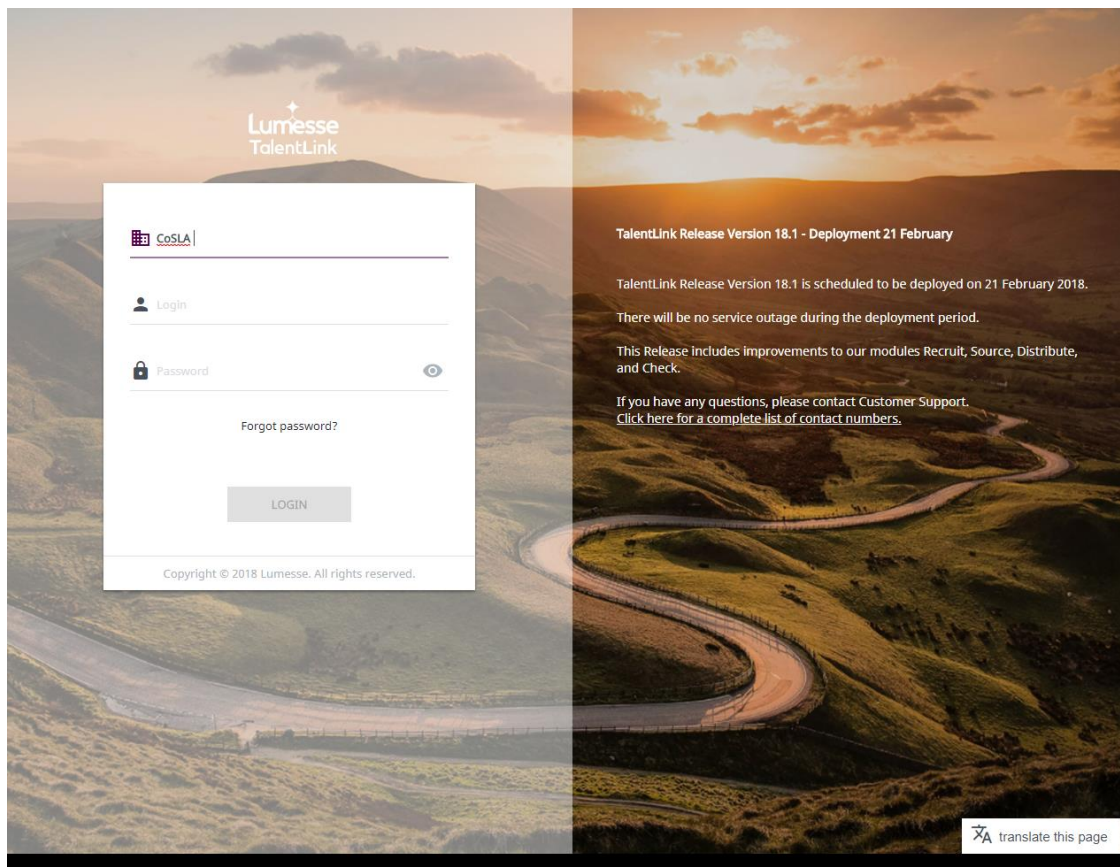 Lumesse
TalentLink
CoSLA
Login
Password
Forgot password?
LOGIN
Copyright © 2018 Lumesse. All rights reserved.
TalentLink Release Version 18.1 - Deployment 21 February
TalentLink Release Version 18.1 is scheduled to be deployed on 21 February 2018.
There will be no service outage during the deployment period.
This Release includes improvements to our modules Recruit, Source, Distribute,
and Check.
If you have any questions, please contact Customer Support.
Click here for a complete list of contact numbers.
translate this page